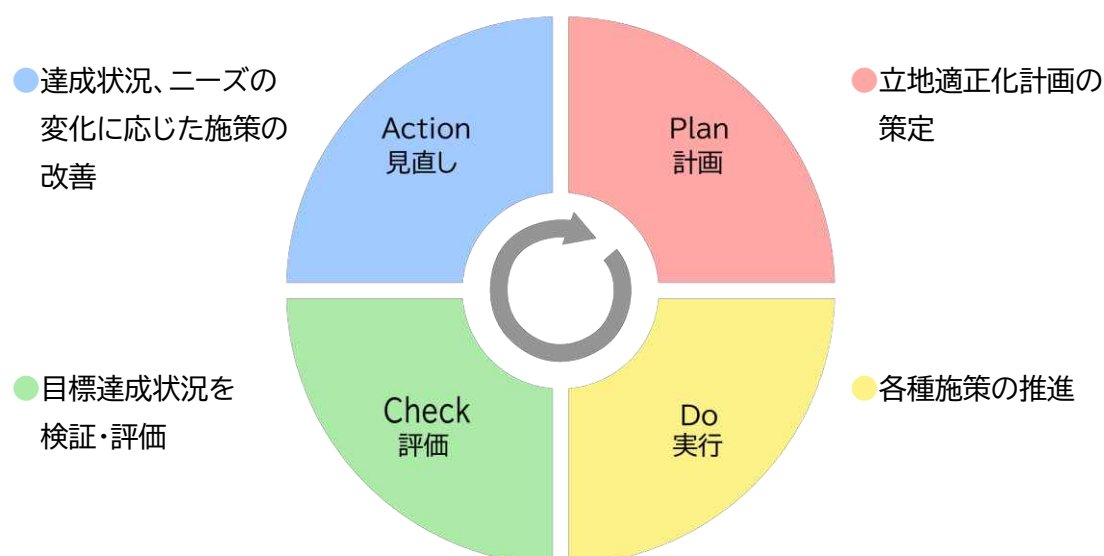 ●達成状況、ニーズの
変化に応じた施策の
改善
Action
見直し
Plan
計画
●立地適正化計画の
策定
●目標達成状況を
検証・評価
Check
評価
Do
実行
●各種施策の推進